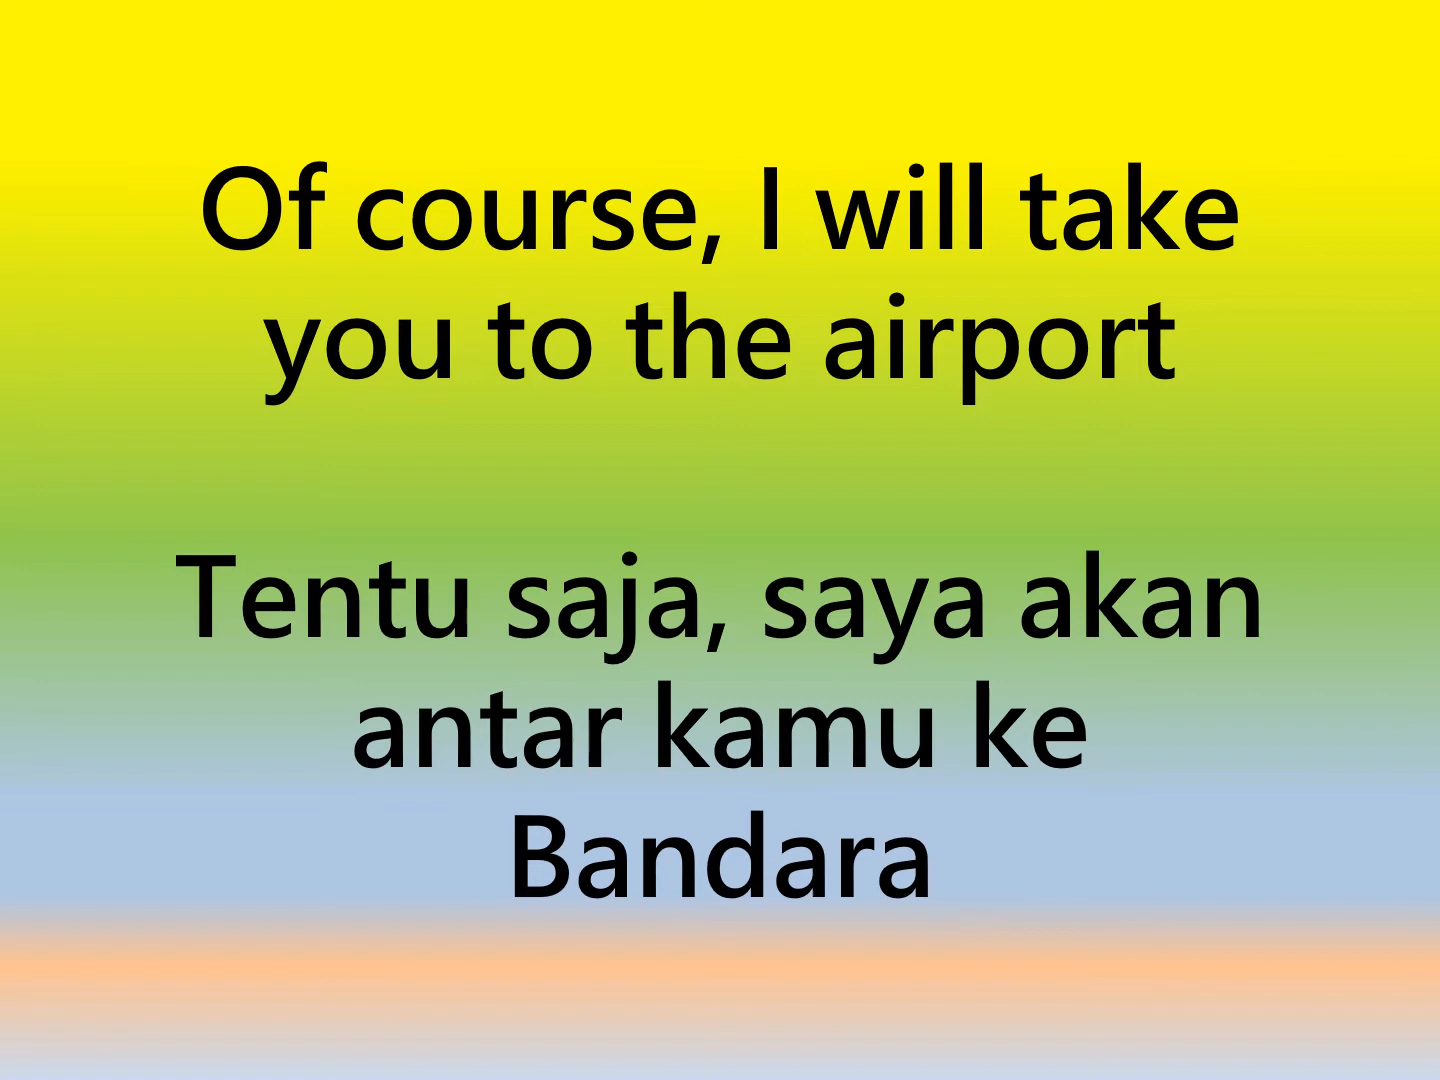 Of course, I will take
you to the airport
Tentu saja, saya akan
antar kamu ke
Bandara